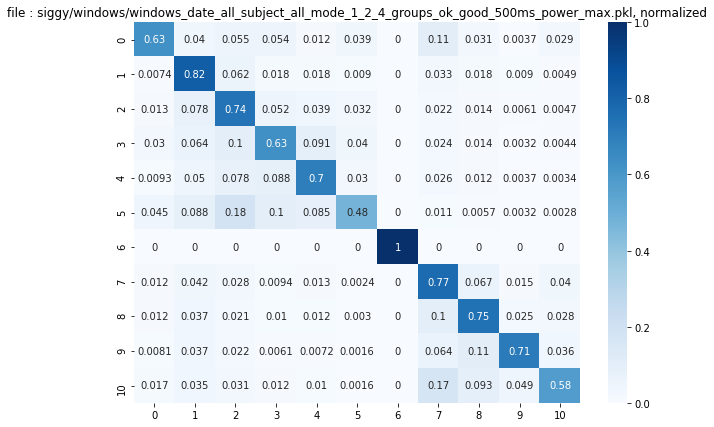 file : siggy/windows/windows_date_all_subject_all_mode_1_2_4_groups_ok_good_500ms_power_max.pkl, normalized
0 0.63 0.04 0.055 0.054 0.012 0.039 0 0.11 0.031 0.0037 0.029
1 0.0074 0.82 0.062 0.018 0.018 0.009 0 0.033 0.018 0.009 0.0049
2 0.013 0.078 0.74 0.052 0.039 0.032 0 0.022 0.014 0.0061 0.0047
3 0.03 0.064 0.1 0.63 0.091 0.04 0 0.024 0.014 0.0032 0.0044
4 0.0093 0.05 0.078 0.088 0.7 0.03 0 0.026 0.012 0.0037 0.0034
5 0.045 0.088 0.18 0.1 0.085 0.48 0 0.011 0.0057 0.0032 0.0028
6 0 0 0 0 0 0 1 0 0 0 0
7 0.012 0.042 0.028 0.0094 0.013 0.0024 0 0.77 0.067 0.015 0.04
8 0.012 0.037 0.021 0.01 0.012 0.003 0 0.1 0.75 0.025 0.028
9 0.0081 0.037 0.022 0.0061 0.0072 0.0016 0 0.064 0.11 0.71 0.036
10 0.017 0.035 0.031 0.012 0.01 0.0016 0 0.17 0.093 0.049 0.58
0 1 2 3 4 5 6 7 8 9 10
1.0
0.8
0.6
0.4
0.2
0.0